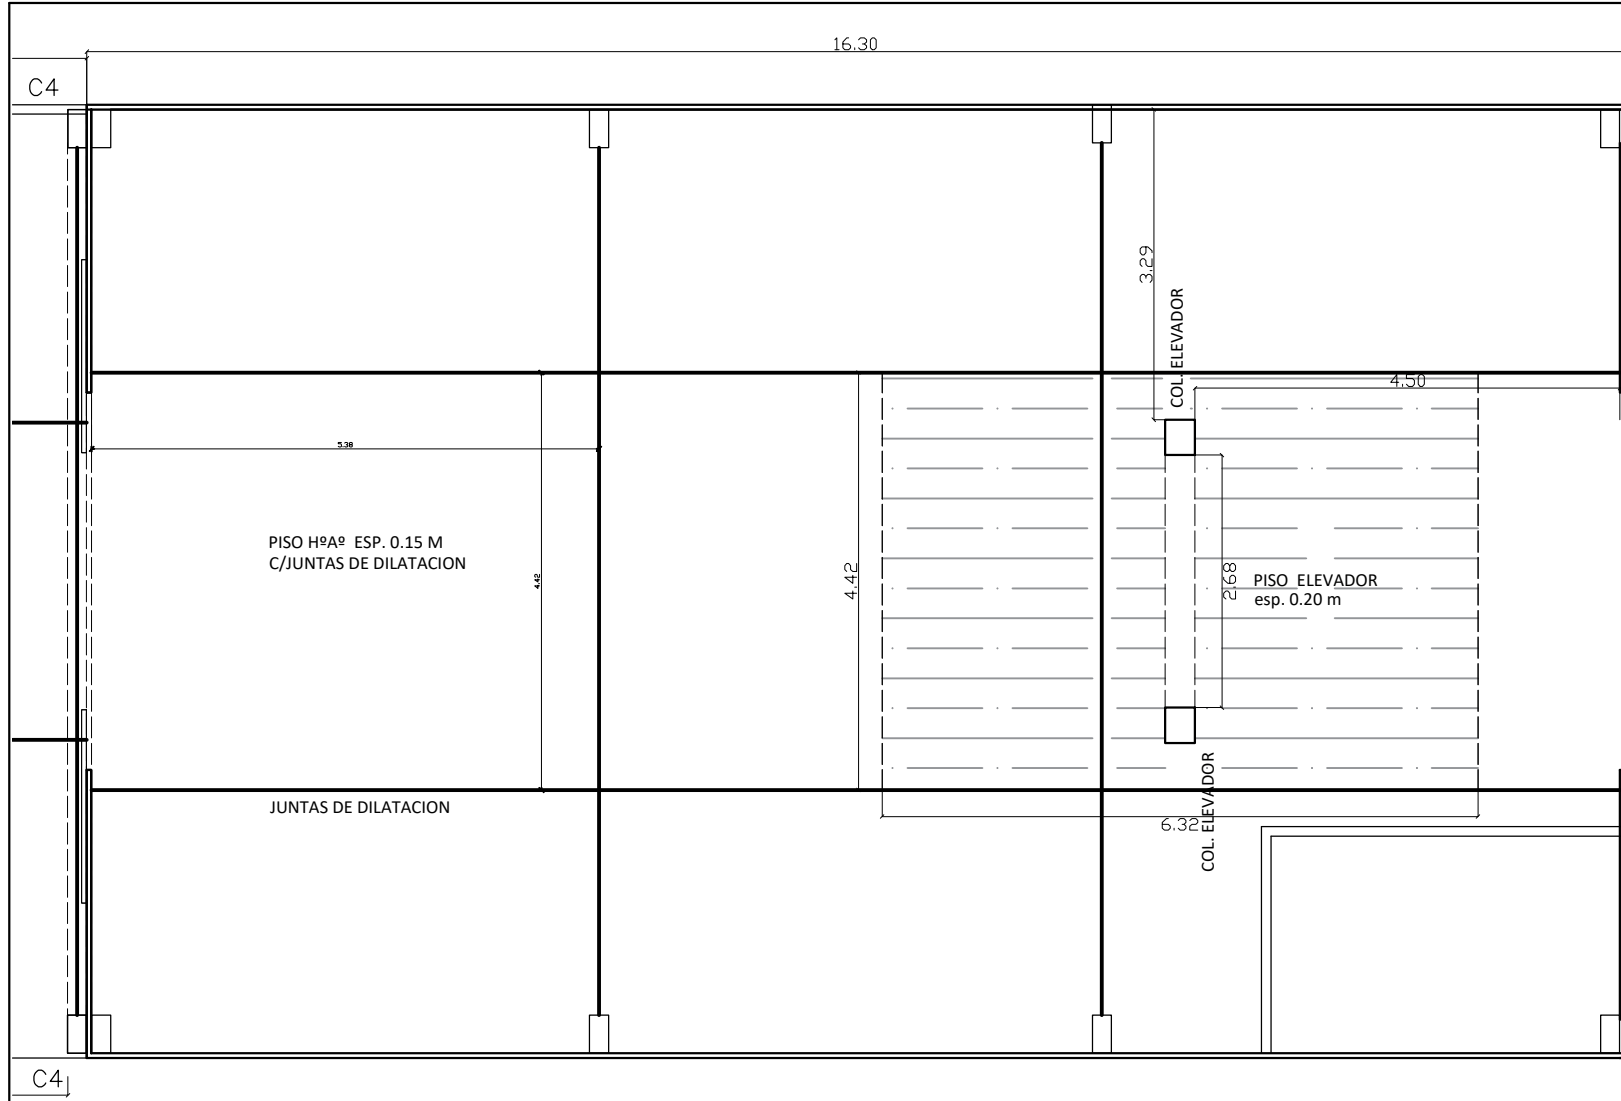 16.30
C4
3.29
COL. ELEVADOR
4.50
5.38
PISO HºAº ESP. 0.15 M
C/JUNTAS DE DILATACION
4.42
4.42
2.68
PISO ELEVADOR
esp. 0.20 m
JUNTAS DE DILATACION
6.32
COL. ELEVADOR
C4